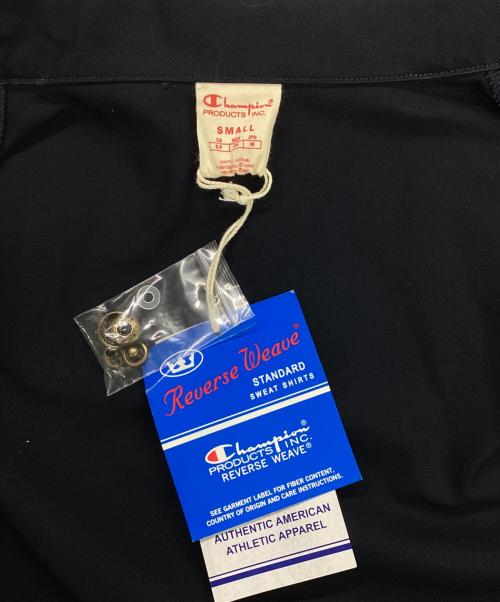 Champion
PRODUCTS INC.
SMALL
JPN
M
Reverse Weave®
STANDARD
SWEAT SHIRTS
Champion
PRODUCTS INC.
REVERSE WEAVE®
SEE GARMENT LABEL FOR FIBER CONTENT,
COUNTRY OF ORIGIN AND CARE INSTRUCTIONS.
AUTHENTIC AMERICAN
ATHLETIC APPAREL